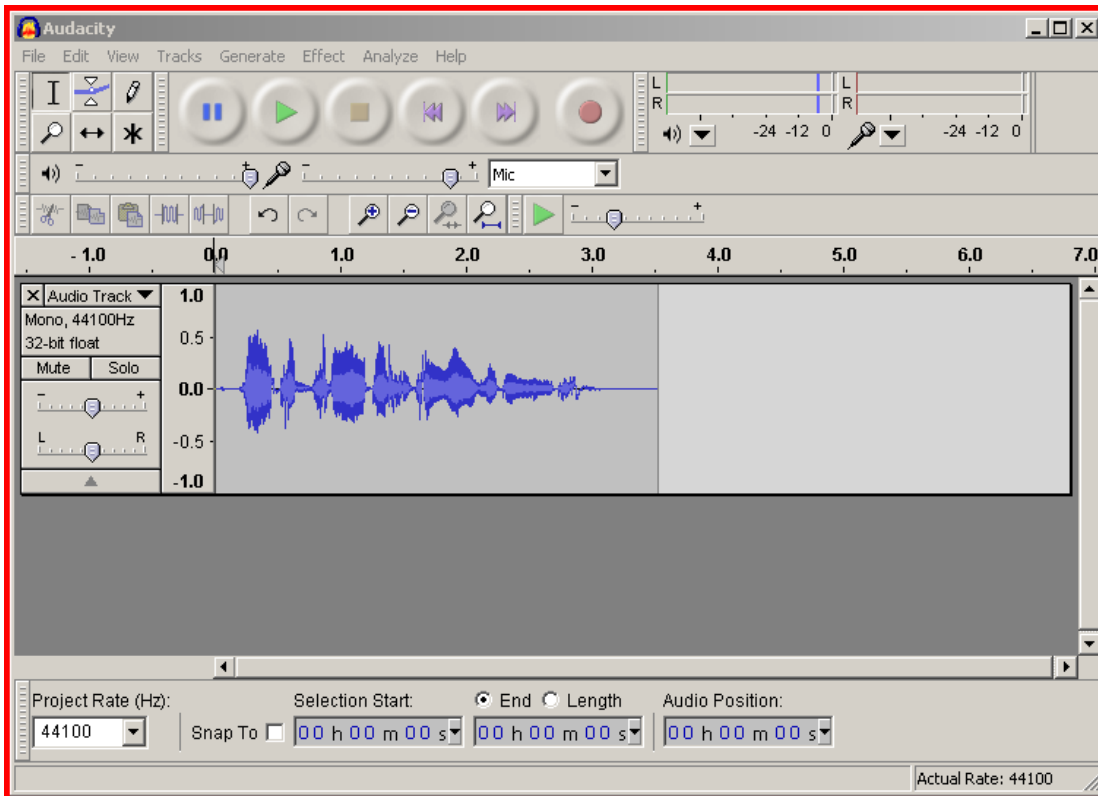 Audacity
File Edit View Tracks Generate Effect Analyze Help
L
R
-24 -12 0
L
R
-24 -12 0
- + - + Mic
- +
- 1.0 0.0 1.0 2.0 3.0 4.0 5.0 6.0 7.0
X Audio Track
Mono, 44100Hz
32-bit float
Mute Solo
- +
L R
1.0
0.5
0.0
-0.5
-1.0
Project Rate (Hz): Selection Start: End Length Audio Position:
44100 Snap To 00 h 00 m 00 s 00 h 00 m 00 s 00 h 00 m 00 s
Actual Rate: 44100